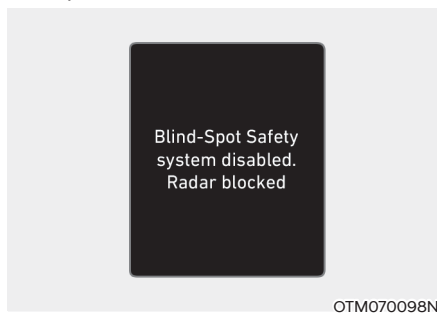 Blind-Spot Safety
system disabled.
Radar blocked
OTM070098N